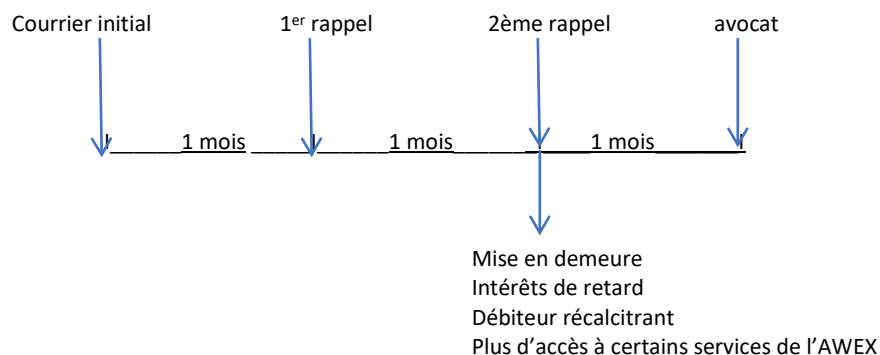 Courrier initial 1er rappel 2ème rappel avocat
1 mois 1 mois 1 mois
Mise en demeure
Intérêts de retard
Débiteur récalcitrant
Plus d’accès à certains services de l’AWEX